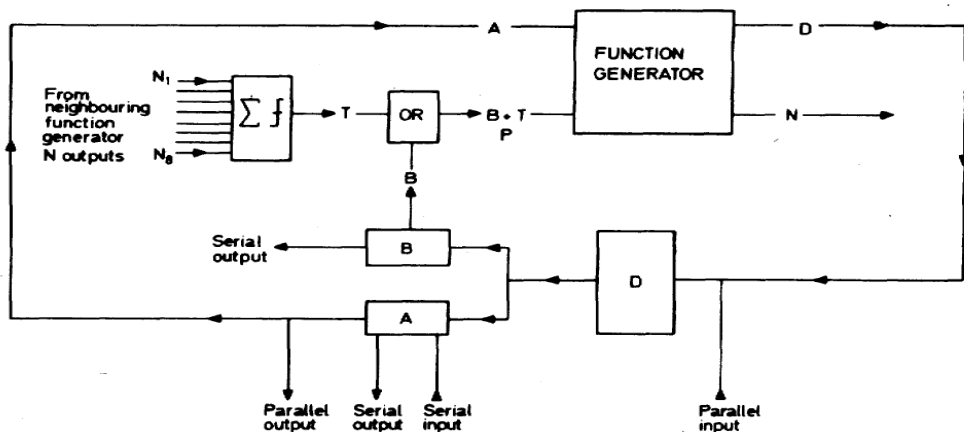 A
FUNCTION
GENERATOR
D
N1
From
neighbouring
function
generator
N outputs
N8
Σ
T
OR
B + T
P
N
B
Serial
output
B
D
A
Parallel
output
Serial
output
Serial
input
Parallel
input